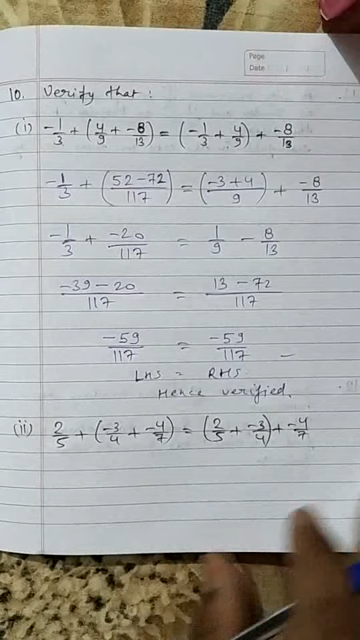 Page
Date
10. Verify that :
(i) -1/3 + (4/9 + -8/13) = (-1/3 + 4/9) + -8/13
-1/3 + (52-72/117) = (-3+4/9) + -8/13
-1/3 + -20/117 = 1/9 - 8/13
-39-20/117 = 13-72/117
-59/117 = -59/117
LHS = RHS
Hence verified.
(ii) 2/5 + (-3/4 + -4/7) = (2/5 + -3/4) + -4/7